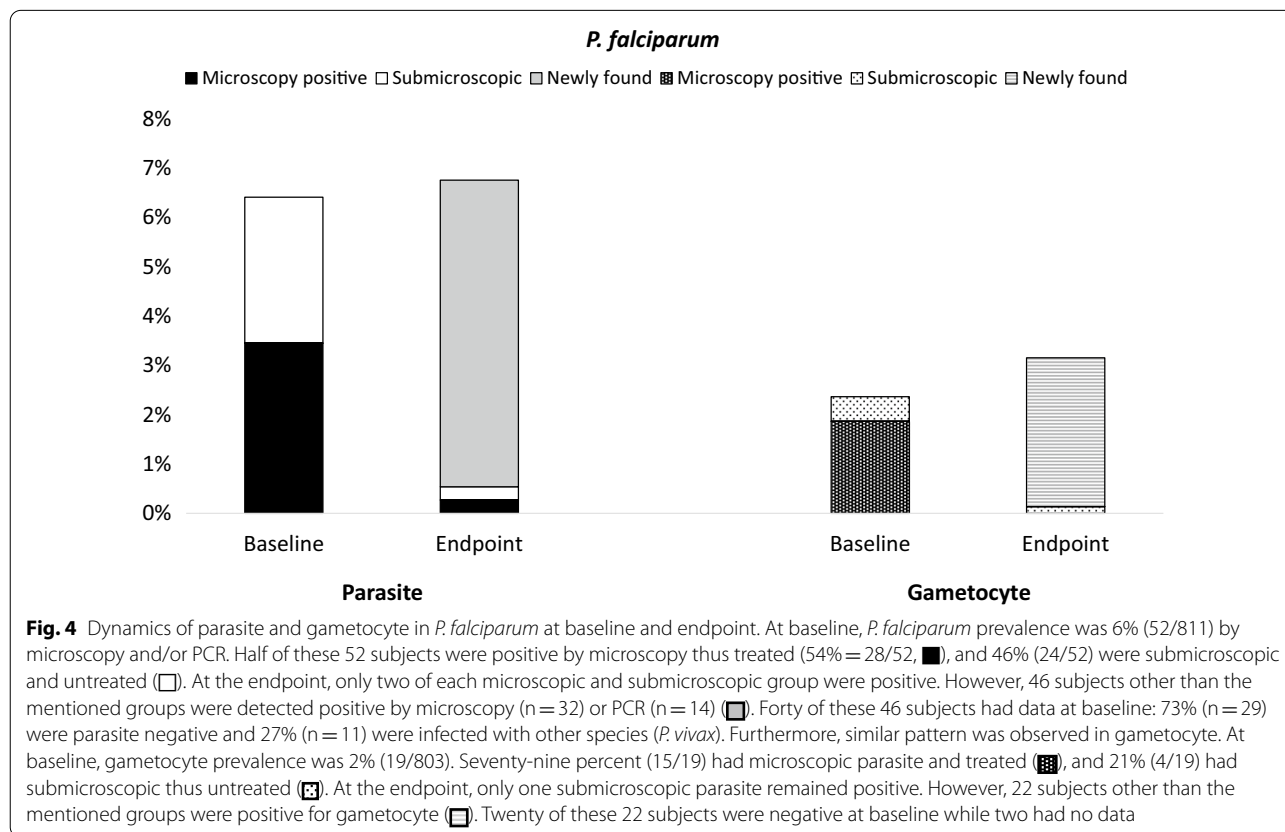 P. falciparum
■ Microscopy positive □ Submicroscopic ■ Newly found ■ Microscopy positive □ Submicroscopic ■ Newly found
8%
7%
6%
5%
4%
3%
2%
1%
0%
Baseline Endpoint Baseline Endpoint
Parasite Gametocyte
Fig. 4 Dynamics of parasite and gametocyte in P. falciparum at baseline and endpoint. At baseline, P. falciparum prevalence was 6% (52/811) by
microscopy and/or PCR. Half of these 52 subjects were positive by microscopy thus treated (54% = 28/52, ■), and 46% (24/52) were submicroscopic
and untreated (□). At the endpoint, only two of each microscopic and submicroscopic group were positive. However, 46 subjects other than the
mentioned groups were detected positive by microscopy (n = 32) or PCR (n = 14) (■). Forty of these 46 subjects had data at baseline: 73% (n = 29)
were parasite negative and 27% (n = 11) were infected with other species (P. vivax). Furthermore, similar pattern was observed in gametocyte. At
baseline, gametocyte prevalence was 2% (19/803). Seventy-nine percent (15/19) had microscopic parasite and treated (■), and 21% (4/19) had
submicroscopic thus untreated (□). At the endpoint, only one submicroscopic parasite remained positive. However, 22 subjects other than the
mentioned groups were positive for gametocyte (▤). Twenty of these 22 subjects were negative at baseline while two had no data